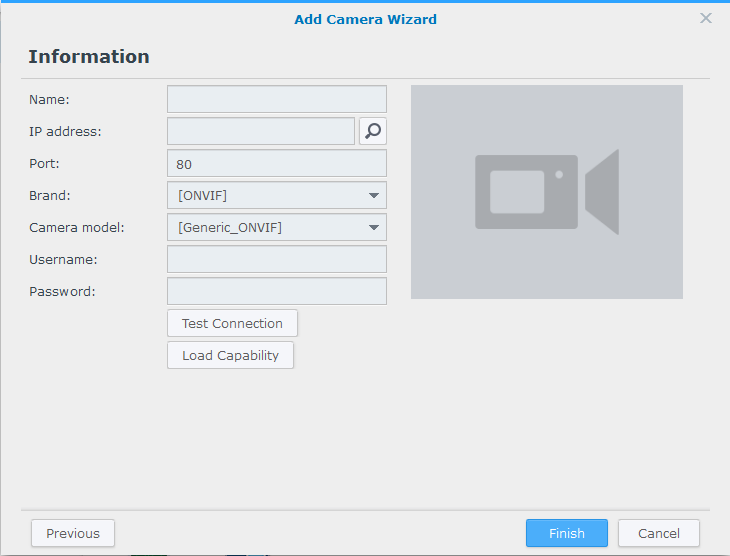 Add Camera Wizard
Information
Name:
IP address:
Port:
80
Brand:
[ONVIF]
Camera model:
[Generic_ONVIF]
Username:
Password:
Test Connection
Load Capability
Previous
Finish
Cancel